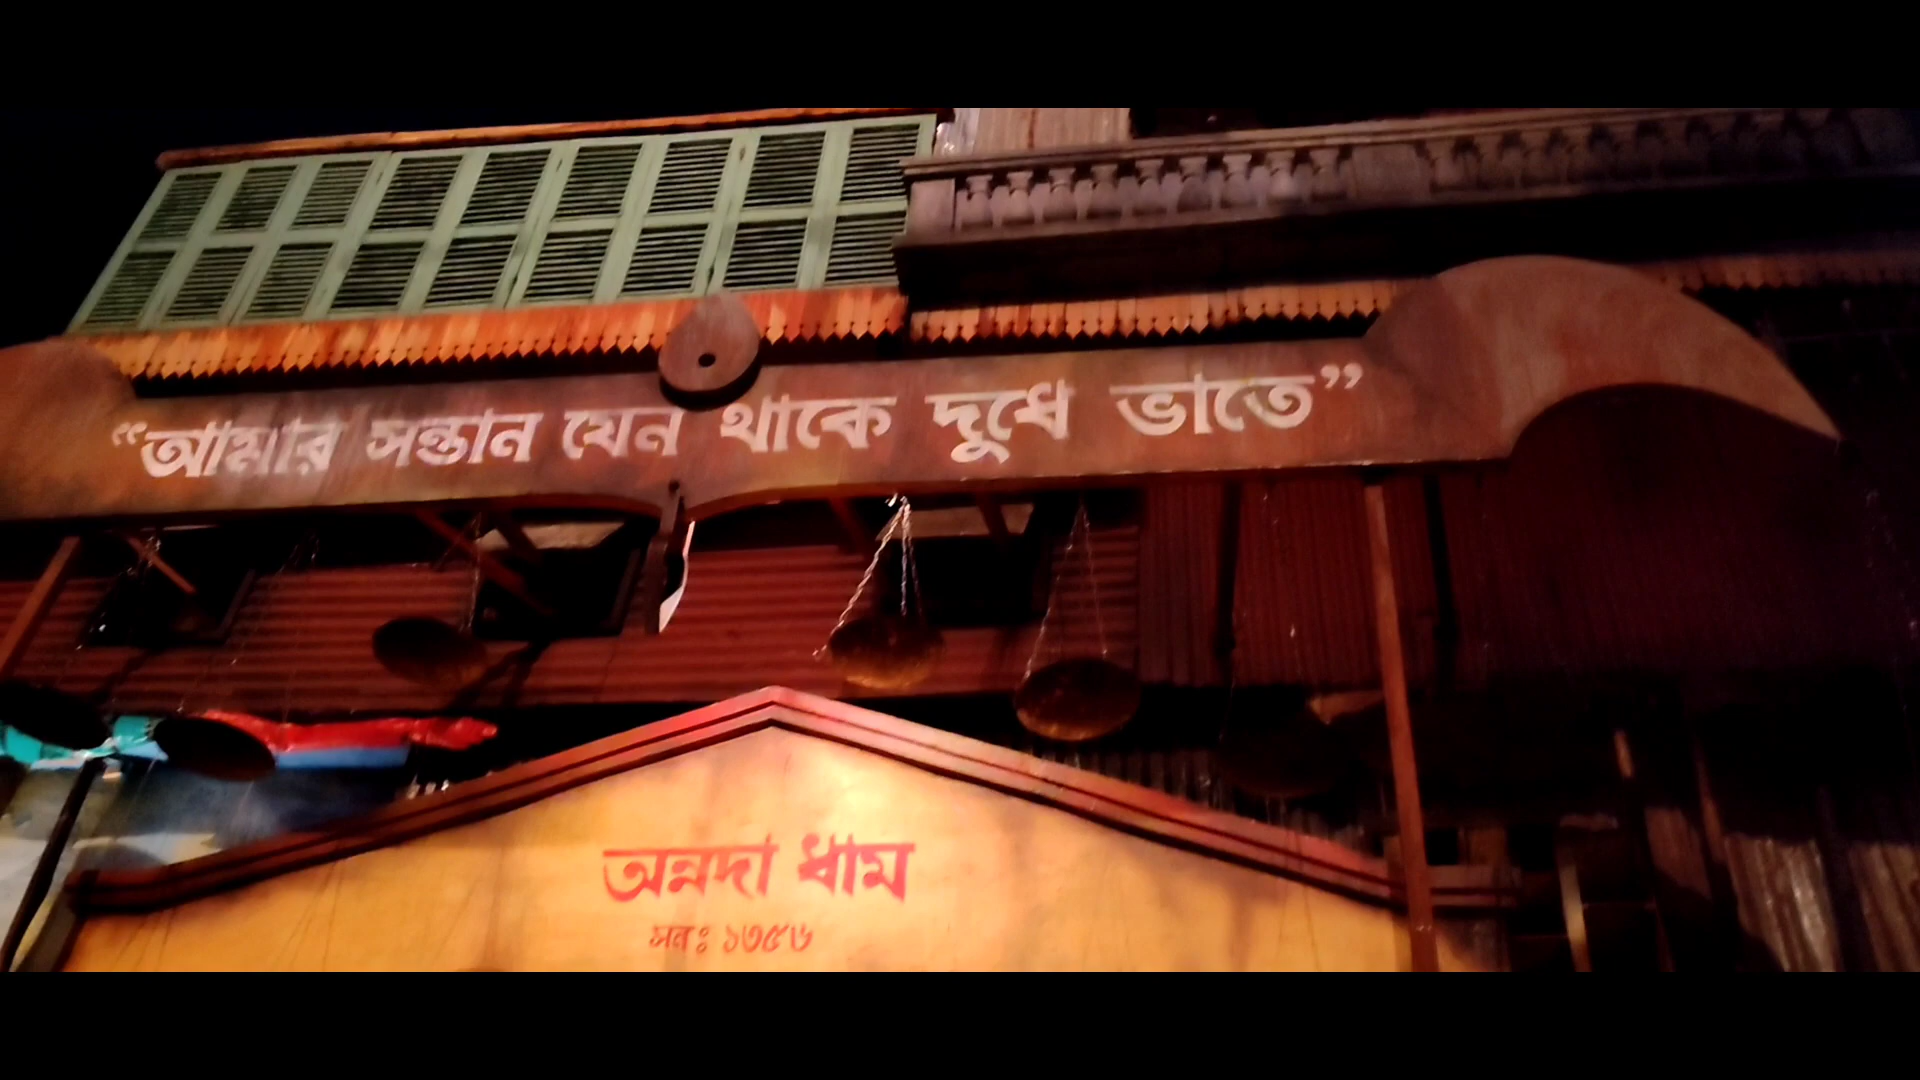 “আমার সন্তান যেন থাকে দুধে ভাতে”
অন্নদা ধাম
সনঃ ১৩৫৬